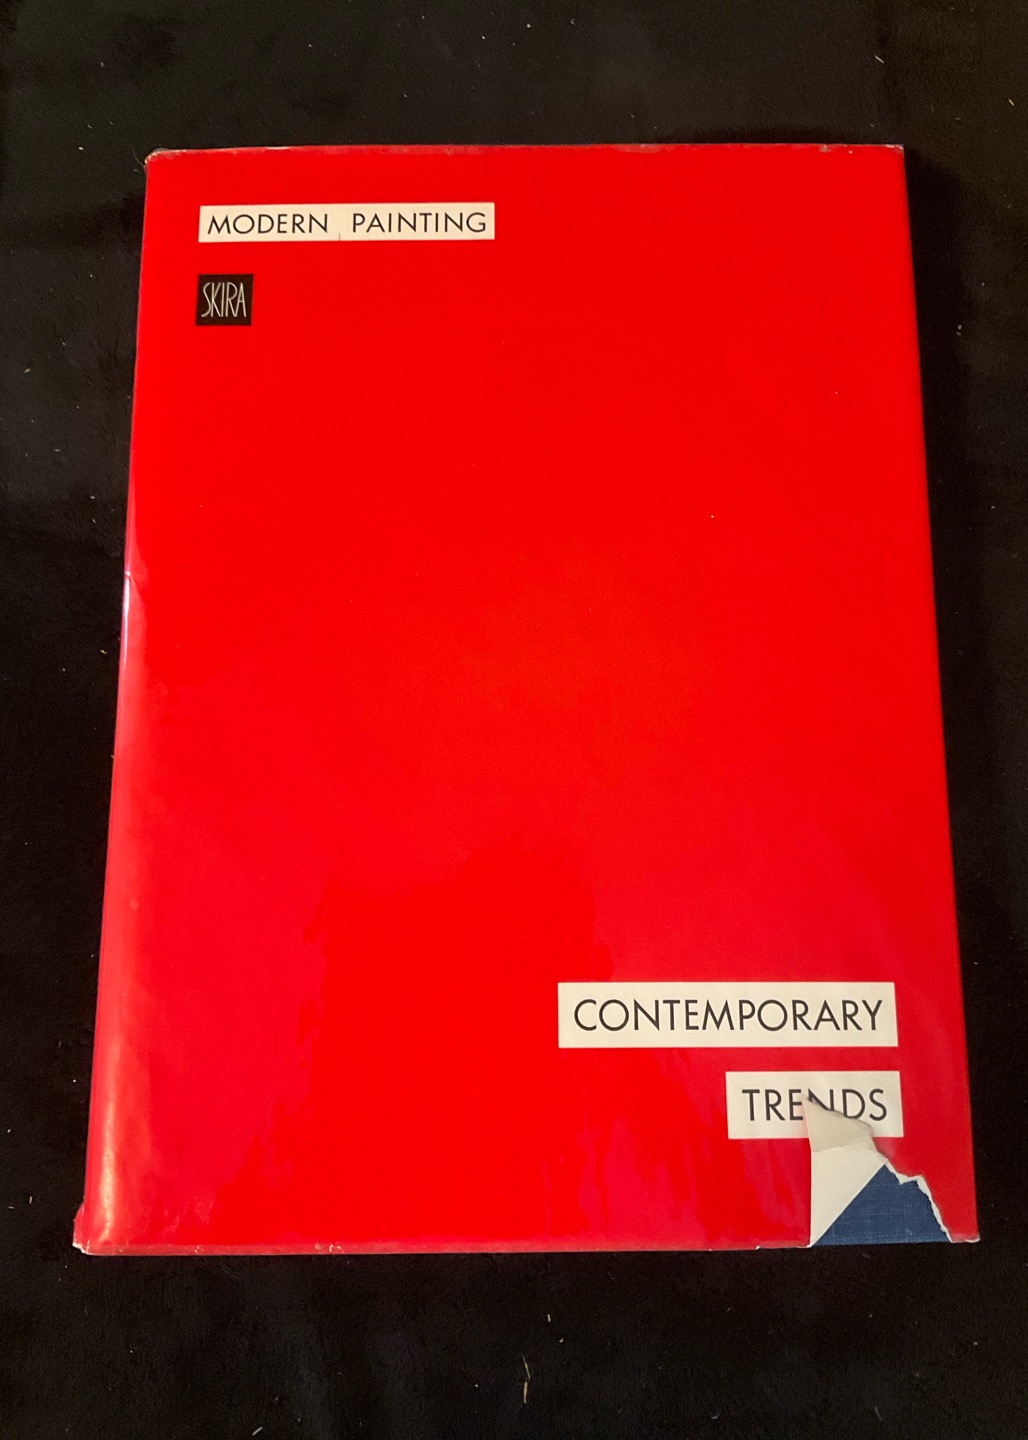 MODERN PAINTING
SKIRA
CONTEMPORARY
TRENDS